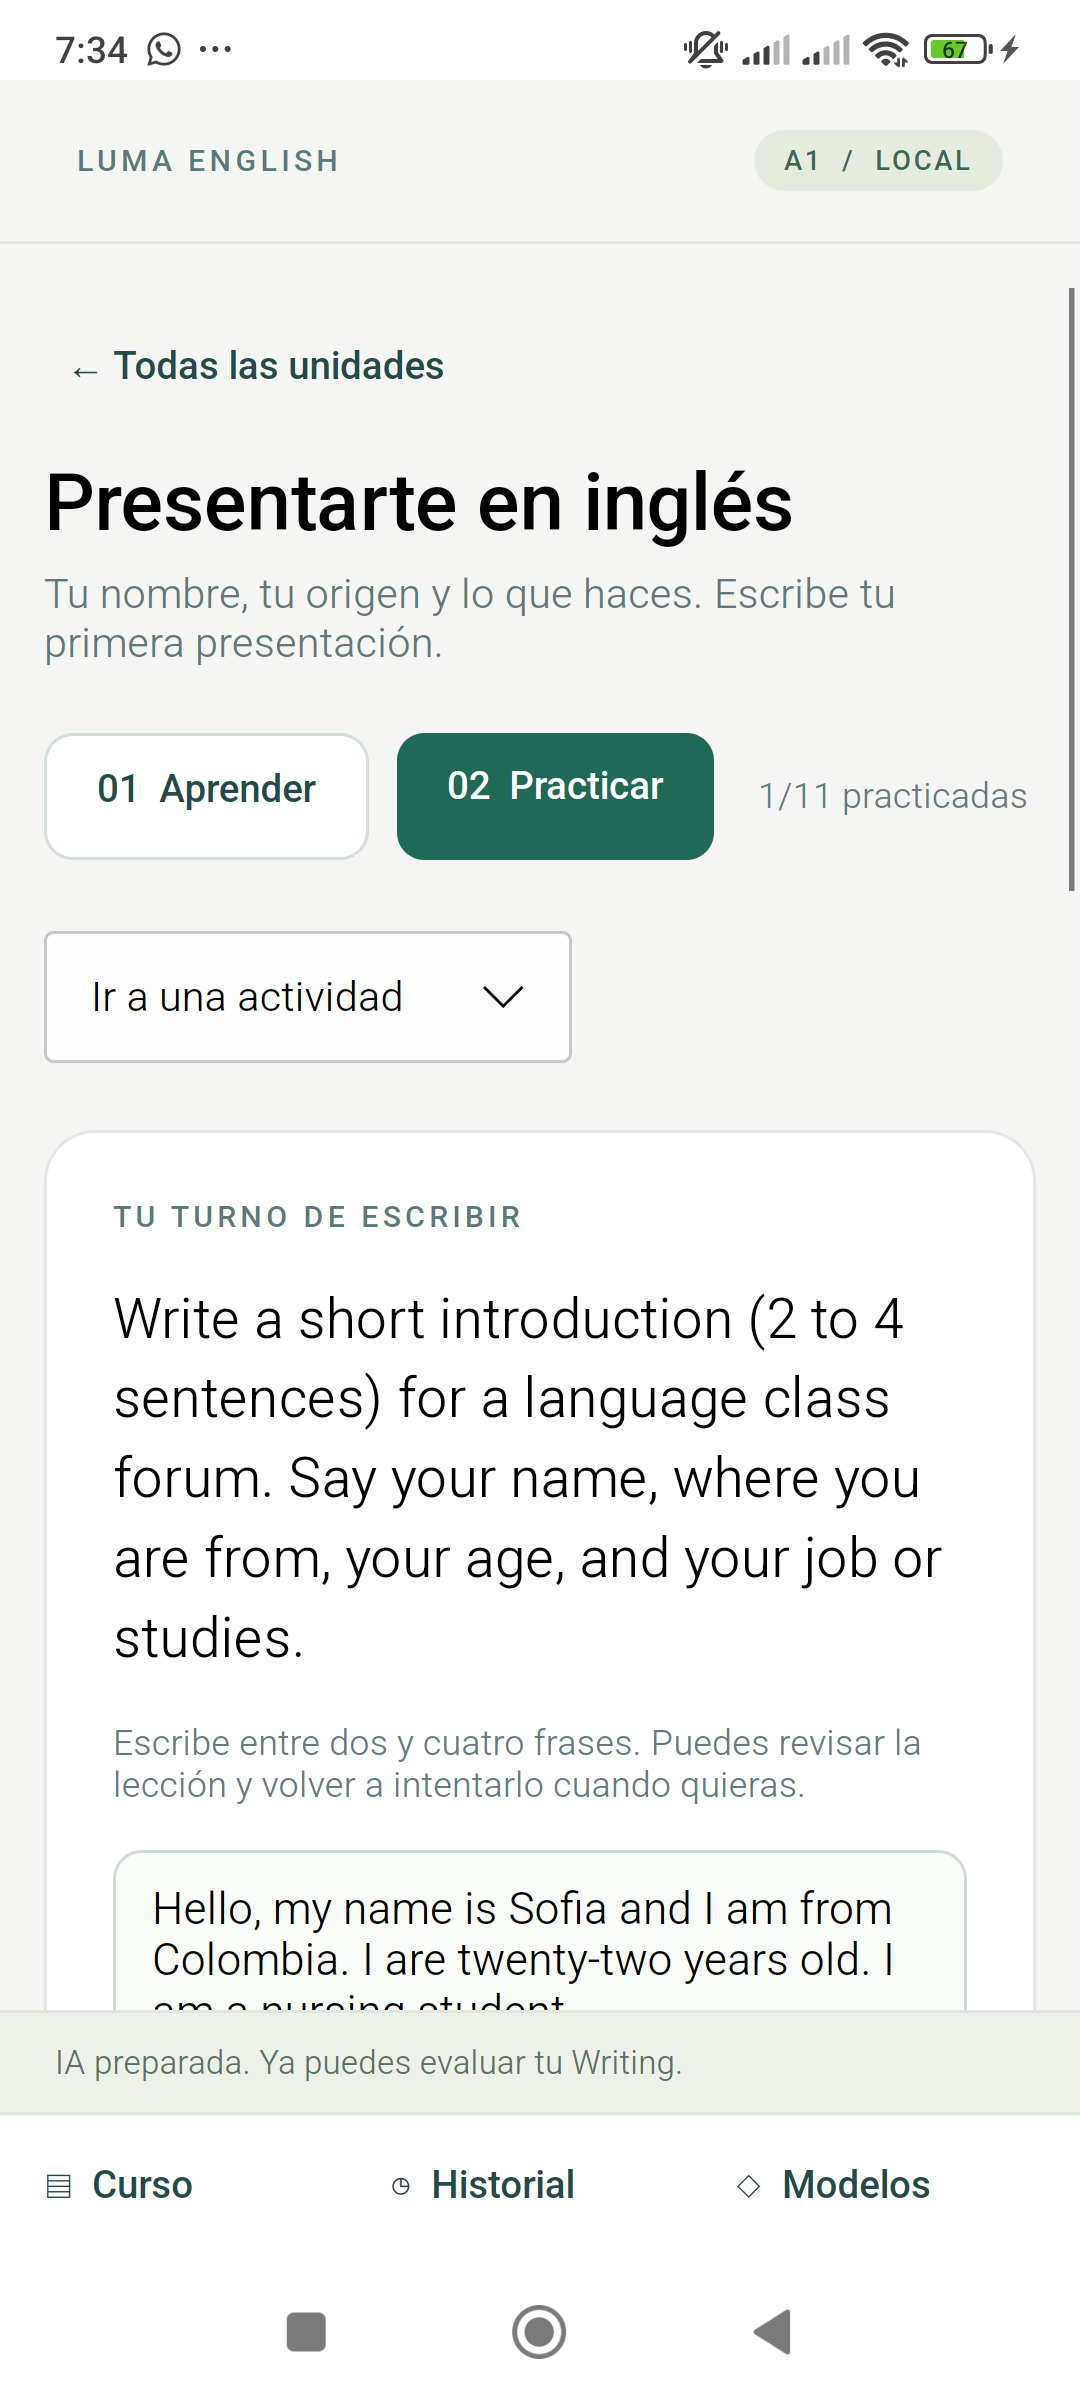 7:34
67
LUMA ENGLISH
A1 / LOCAL
← Todas las unidades
Presentarte en inglés
Tu nombre, tu origen y lo que haces. Escribe tu
primera presentación.
01 Aprender
02 Practicar
1/11 practicadas
Ir a una actividad
TU TURNO DE ESCRIBIR
Write a short introduction (2 to 4
sentences) for a language class
forum. Say your name, where you
are from, your age, and your job or
studies.
Escribe entre dos y cuatro frases. Puedes revisar la
lección y volver a intentarlo cuando quieras.
Hello, my name is Sofia and I am from
Colombia. I are twenty-two years old. I
am a nursing student
IA preparada. Ya puedes evaluar tu Writing.
Curso
Historial
Modelos